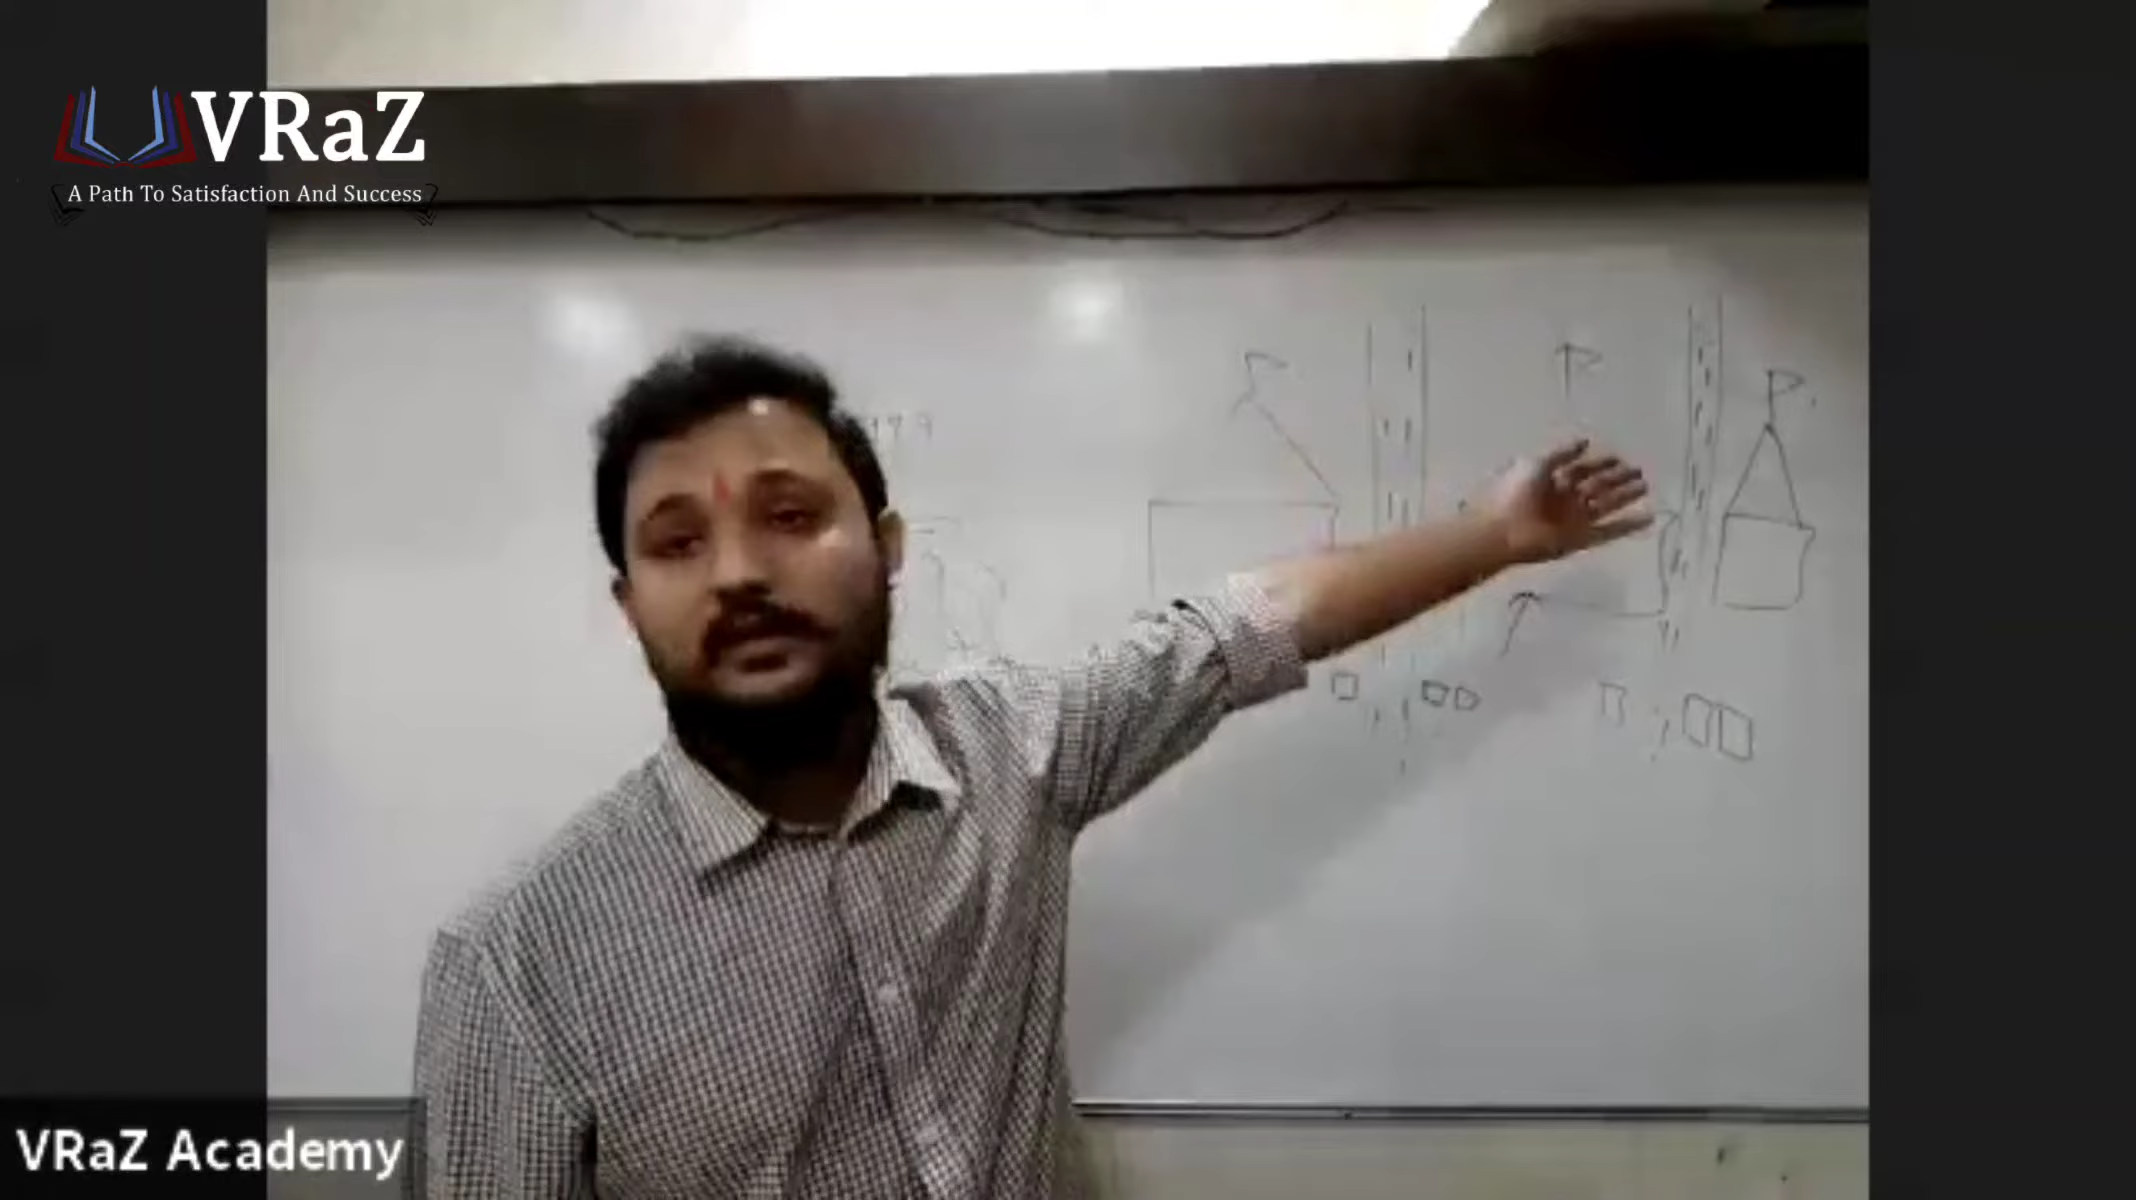 VRaZ
A Path To Satisfaction And Success
P
P
VRaZ Academy